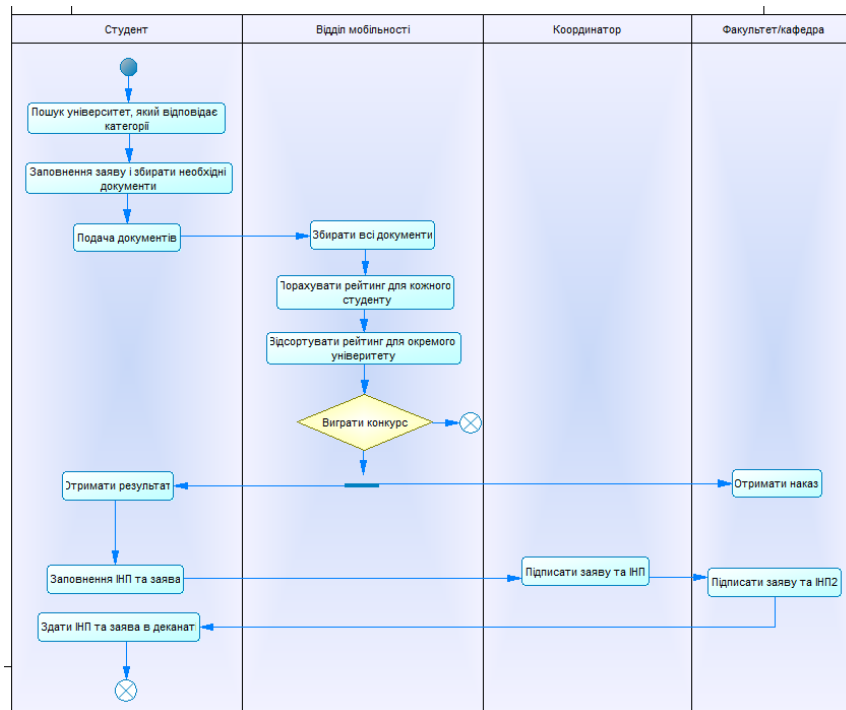 Студент
Відділ мобільності
Координатор
Факультет/кафедра
Пошук університет, який відповідає
категорії
Заповнення заяву і збирати необхідні
документи
Подача документів
Збирати всі документи
Порахувати рейтинг для кожного
студенту
Відсортувати рейтинг для окремого
універитету
Виграти конкурс
Отримати результат
Отримати наказ
Заповнення ІНП та заява
Підписати заяву та ІНП
Підписати заяву та ІНП2
Здати ІНП та заява в деканат